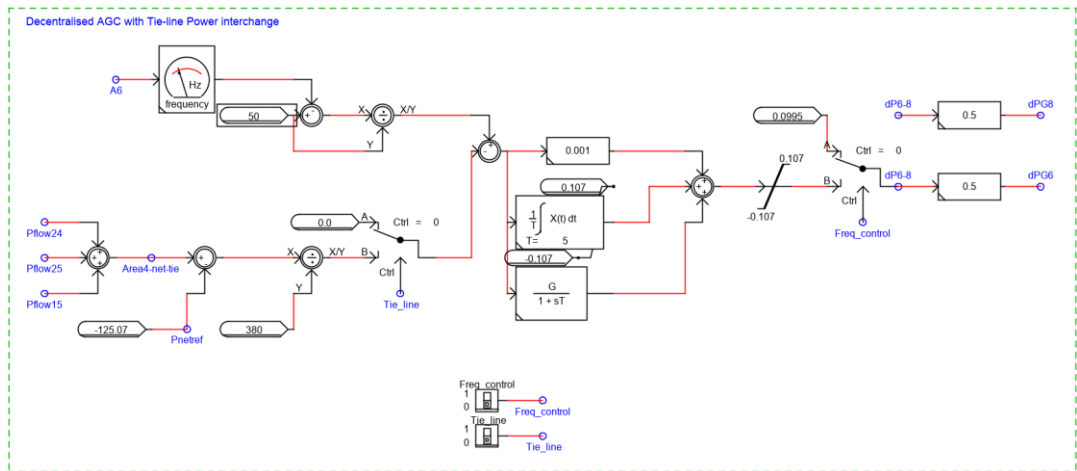 Decentralised AGC with Tie-line Power interchange
A6
Hz
frequency
50
X
Y
X/Y
÷
+
-
0.001
0.107
1
T
∫
X(t) dt
T= 5
-0.107
G
1 + sT
0.107
-0.107
0.0995
A
B
Ctrl = 0
Ctrl
Freq_control
dP6-8
0.5
dPG8
dP6-8
0.5
dPG6
Pflow24
Pflow25
Pflow15
Area4-net-tie
-125.07
Pnetref
X
Y
X/Y
÷
380
0.0
A
B
Ctrl = 0
Ctrl
Tie_line
Freq_control
1
0
Freq_control
Tie_line
1
0
Tie_line